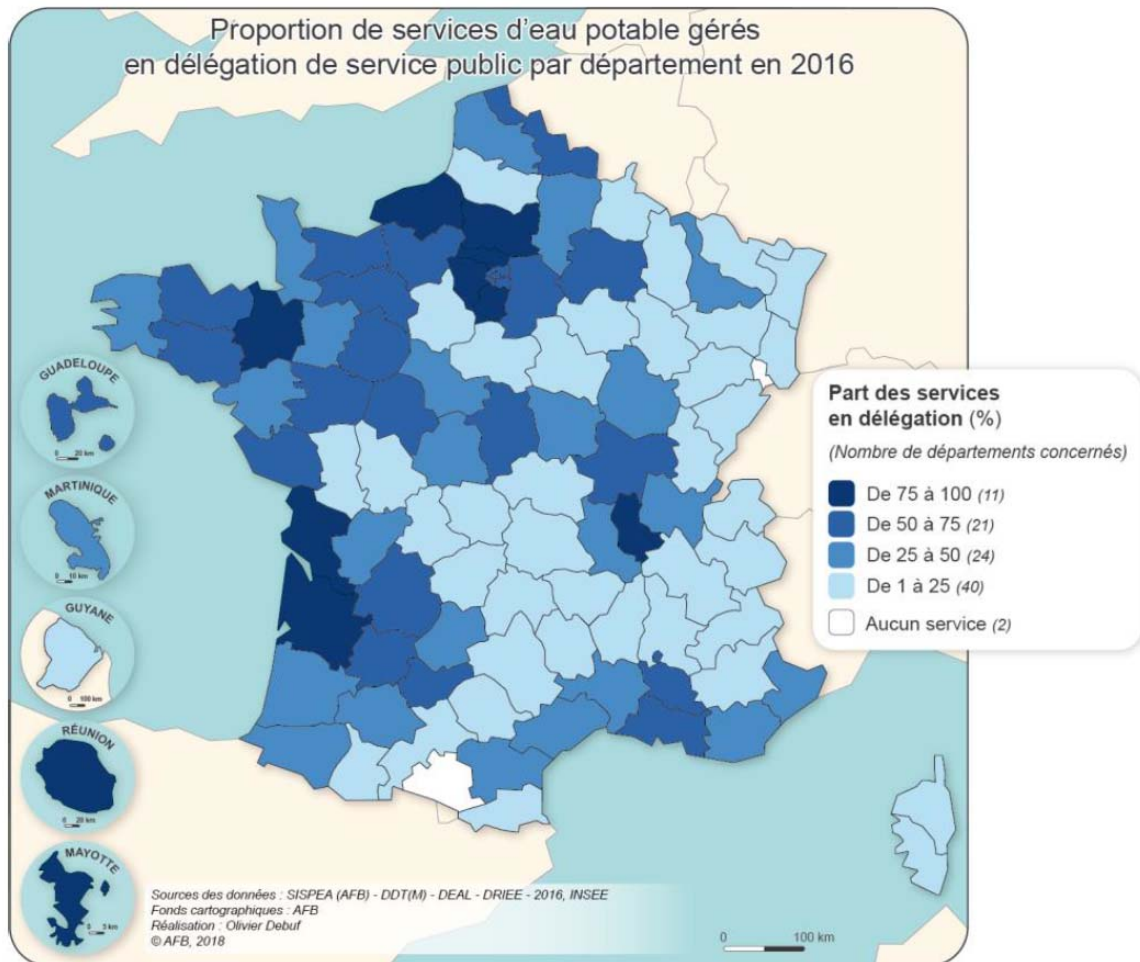 Proportion de services d'eau potable gérés
en délégation de service public par département en 2016
GUADELOUPE
0 20 km
MARTINIQUE
0 10 km
GUYANE
0 100 km
RÉUNION
0 20 km
MAYOTTE
0 5 km
Part des services
en délégation (%)
(Nombre de départements concernés)
De 75 à 100 (11)
De 50 à 75 (21)
De 25 à 50 (24)
De 1 à 25 (40)
Aucun service (2)
Sources des données : SISPEA (AFB) - DDT(M) - DEAL - DRIEE - 2016, INSEE
Fonds cartographiques : AFB
Réalisation : Olivier Debuf
© AFB, 2018
0 100 km